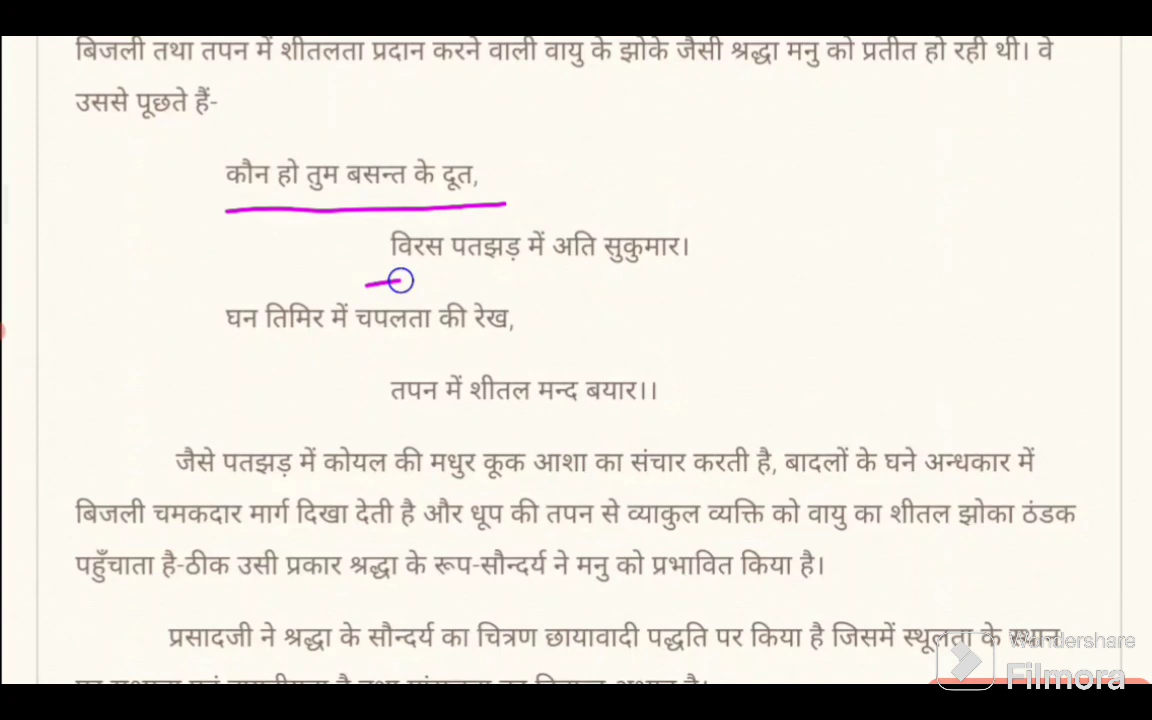 बिजली तथा तपन में शीतलता प्रदान करने वाली वायु के झोके जैसी श्रद्धा मनु को प्रतीत हो रही थी। वे
उससे पूछते हैं-
कौन हो तुम बसन्त के दूत,
विरस पतझड़ में अति सुकुमार।
घन तिमिर में चपलता की रेख,
तपन में शीतल मन्द बयार।।
जैसे पतझड़ में कोयल की मधुर कूक आशा का संचार करती है, बादलों के घने अन्धकार में
बिजली चमकदार मार्ग दिखा देती है और धूप की तपन से व्याकुल व्यक्ति को वायु का शीतल झोका ठंडक
पहुँचाता है-ठीक उसी प्रकार श्रद्धा के रूप-सौन्दर्य ने मनु को प्रभावित किया है।
प्रसादजी ने श्रद्धा के सौन्दर्य का चित्रण छायावादी पद्धति पर किया है जिसमें स्थूलता के
Wondershare
Filmora